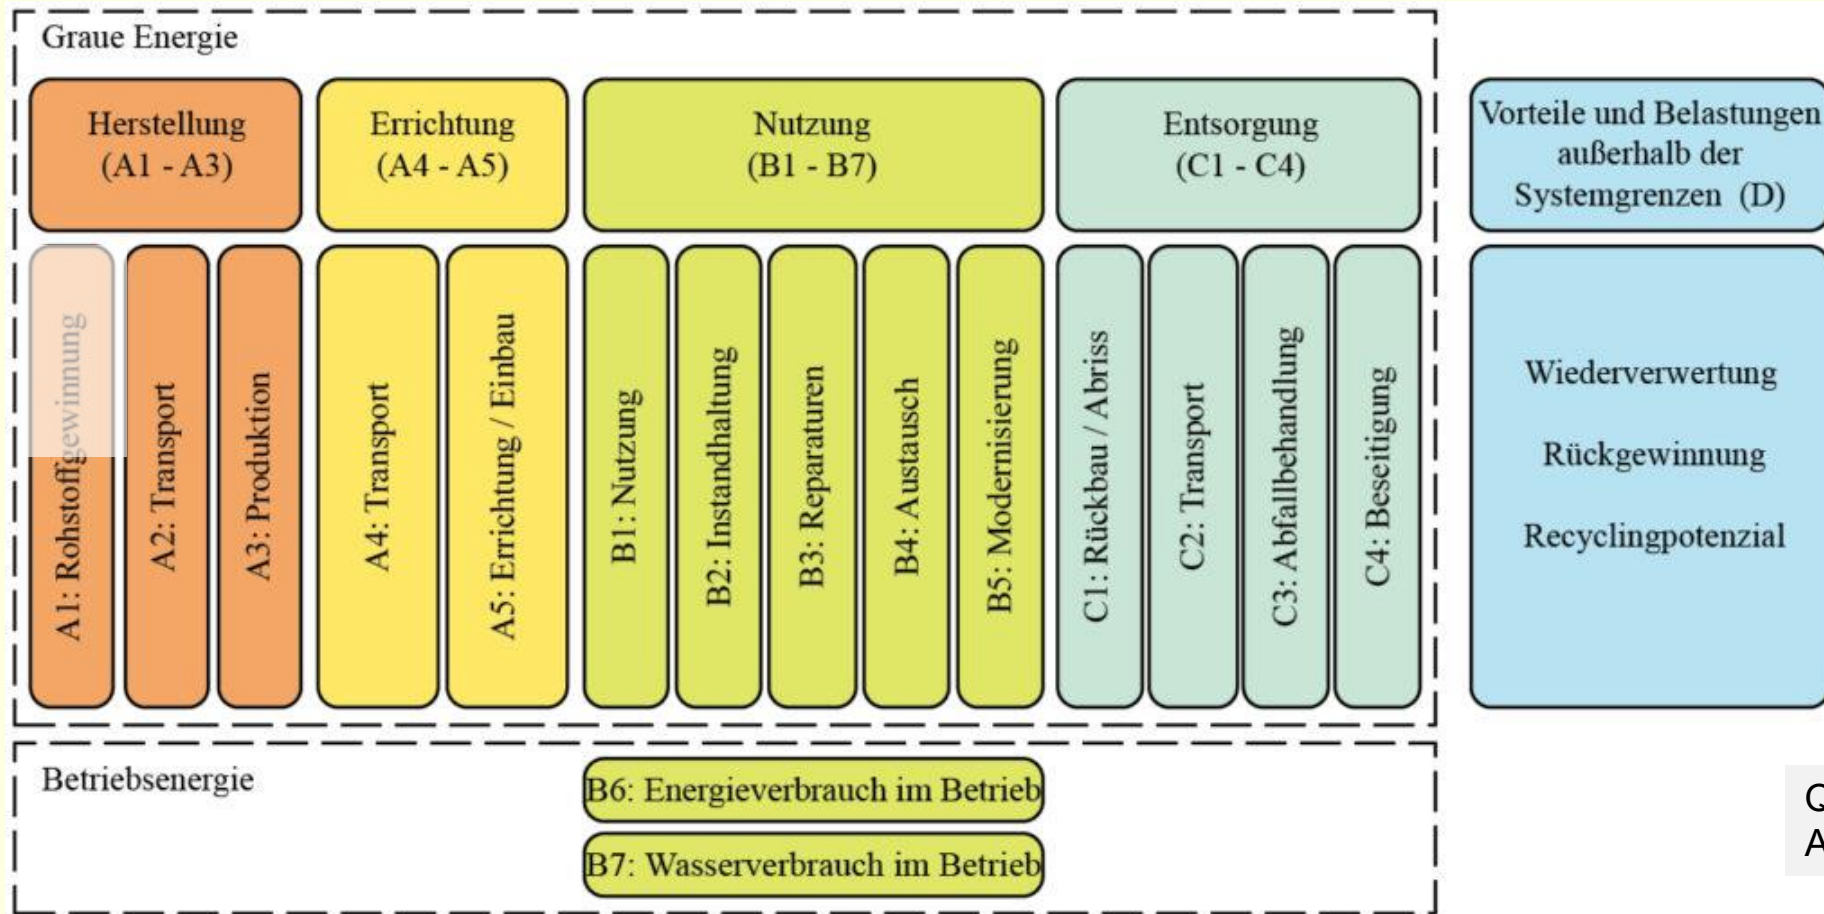 Graue Energie
Herstellung
(A1 - A3)
Errichtung
(A4 - A5)
Nutzung
(B1 - B7)
Entsorgung
(C1 - C4)
Vorteile und Belastungen
außerhalb der
Systemgrenzen (D)
A1: Rohstoffgewinnung
A2: Transport
A3: Produktion
A4: Transport
A5: Errichtung / Einbau
B1: Nutzung
B2: Instandhaltung
B3: Reparaturen
B4: Austausch
B5: Modernisierung
C1: Rückbau / Abriss
C2: Transport
C3: Abfallbehandlung
C4: Beseitigung
Wiederverwertung
Rückgewinnung
Recyclingpotenzial
Betriebsenergie
B6: Energieverbrauch im Betrieb
B7: Wasserverbrauch im Betrieb